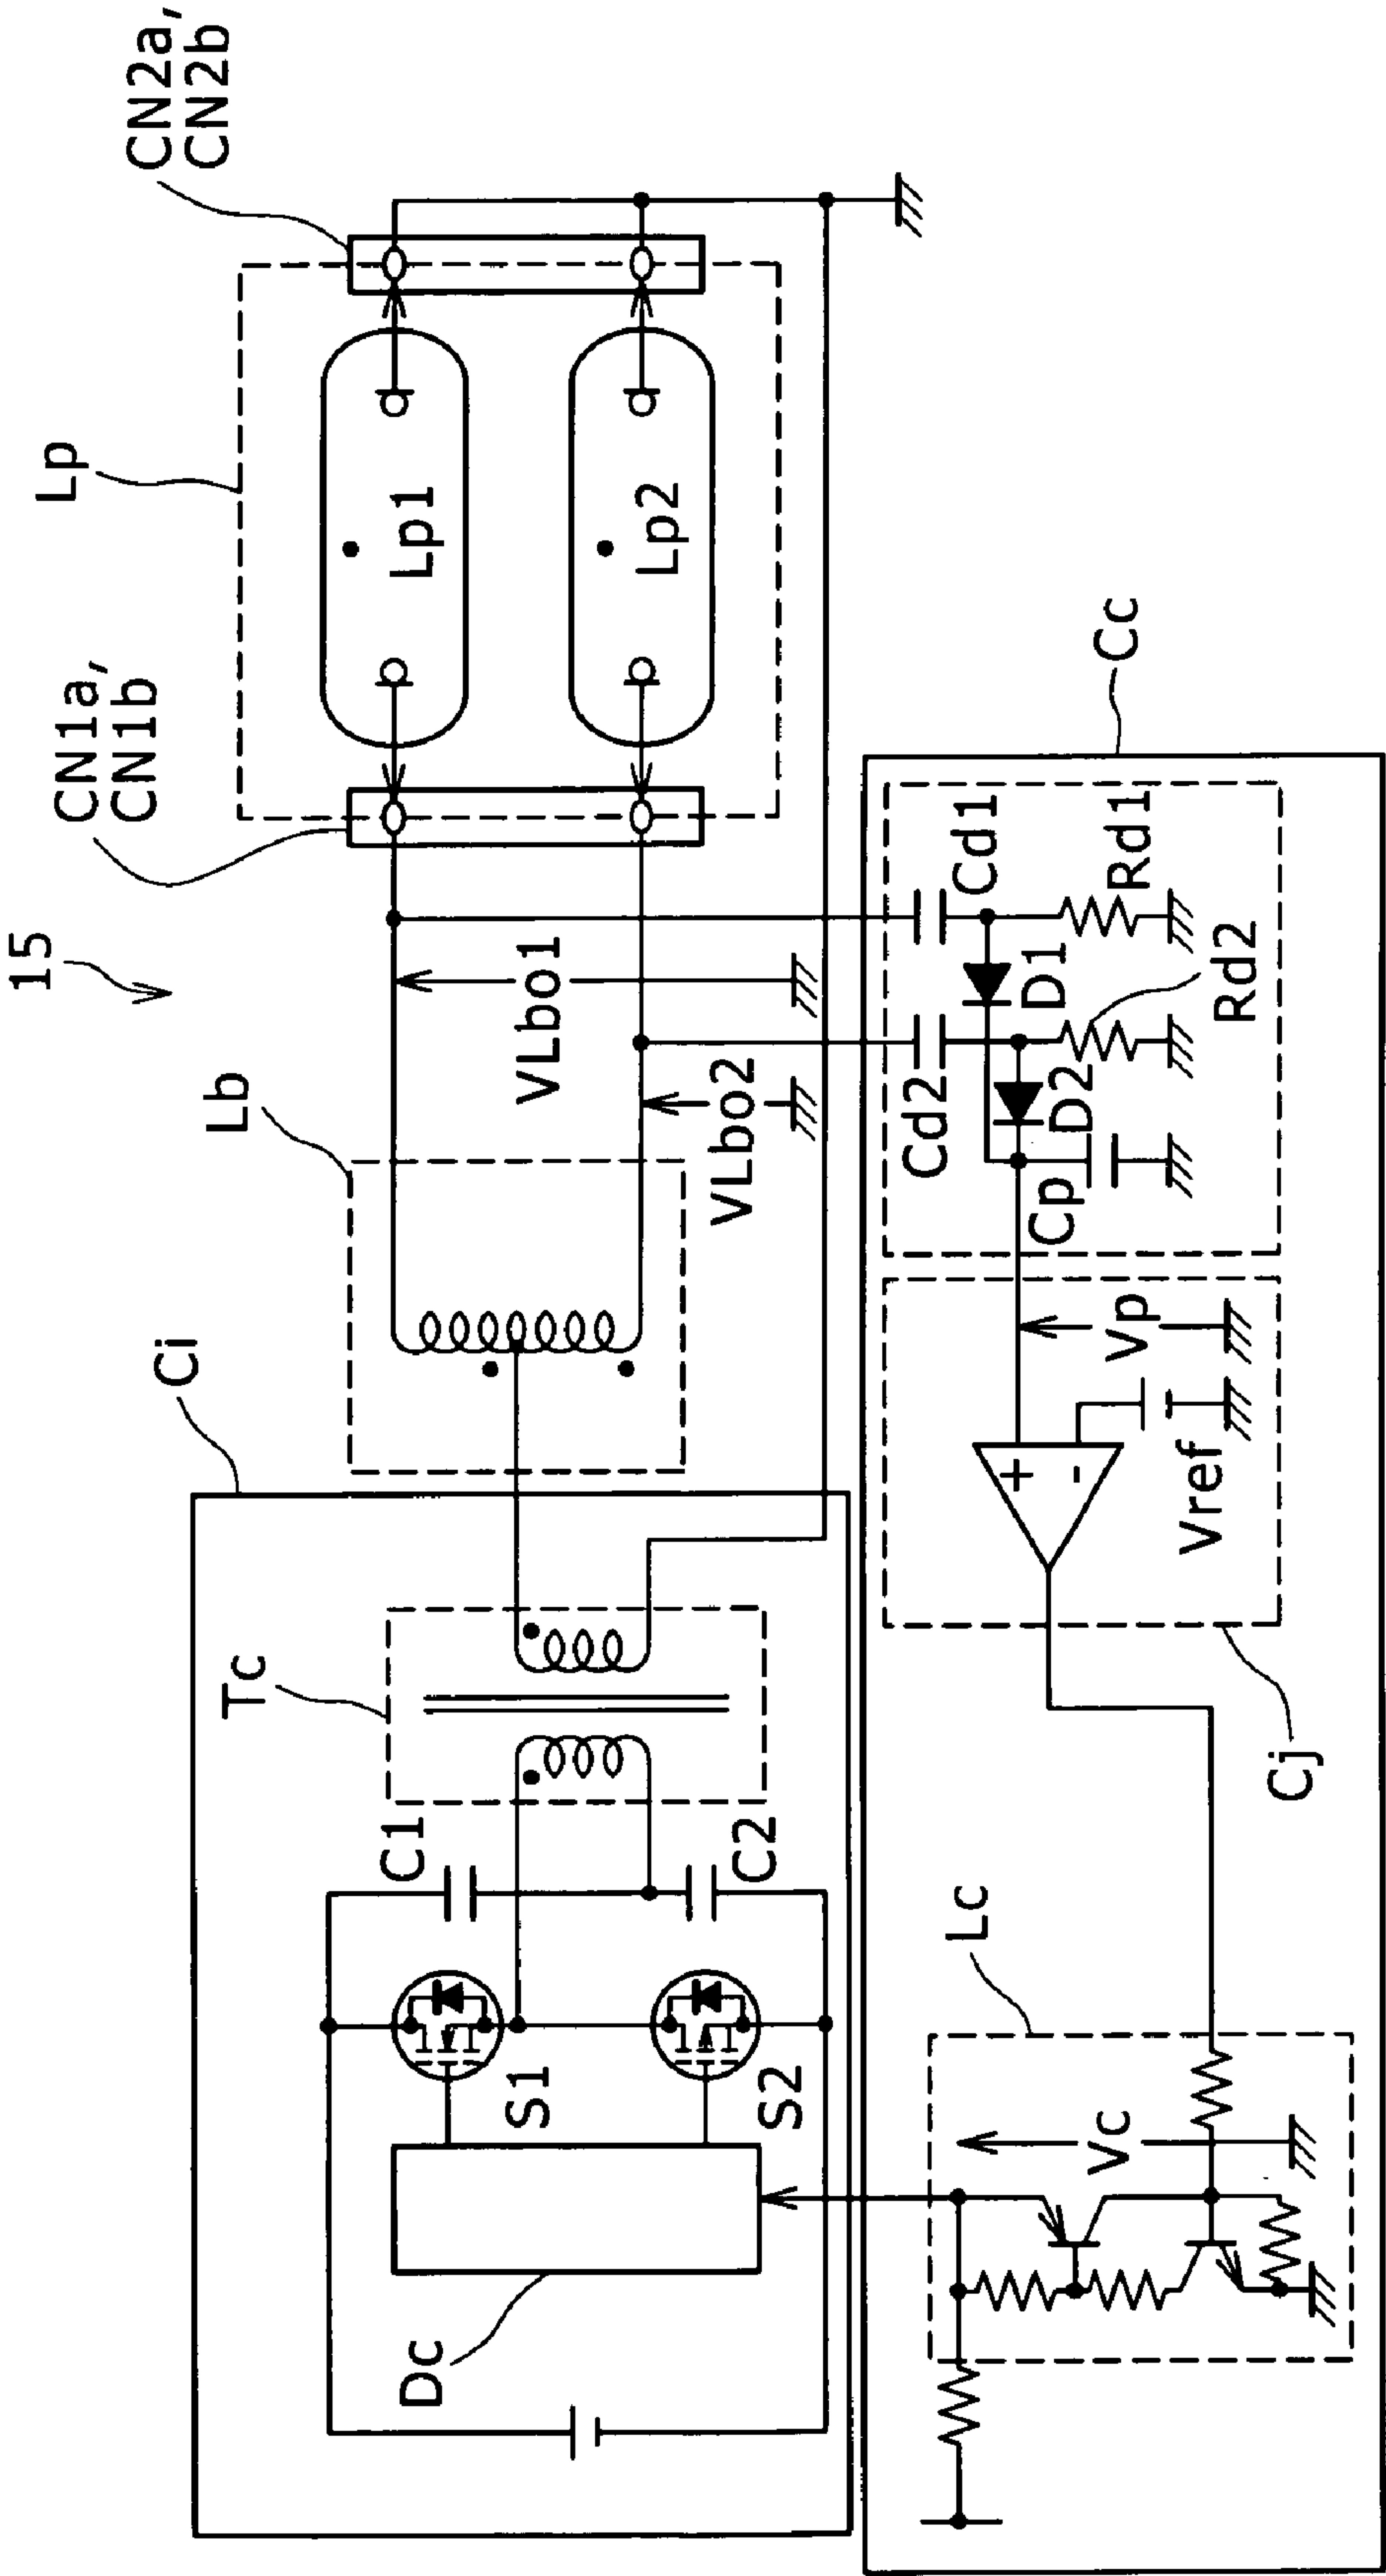 15
CN1a,
CN1b
CN2a,
CN2b
Lp
Lp1
Lp2
Lb
Ci
Tc
C1
C2
S1
S2
Dc
VLbo1
VLbo2
Cc
Cd1
Rd1
D1
Cd2
Rd2
D2
Cp
Vp
+
-
Vref
Cj
Lc
Vc